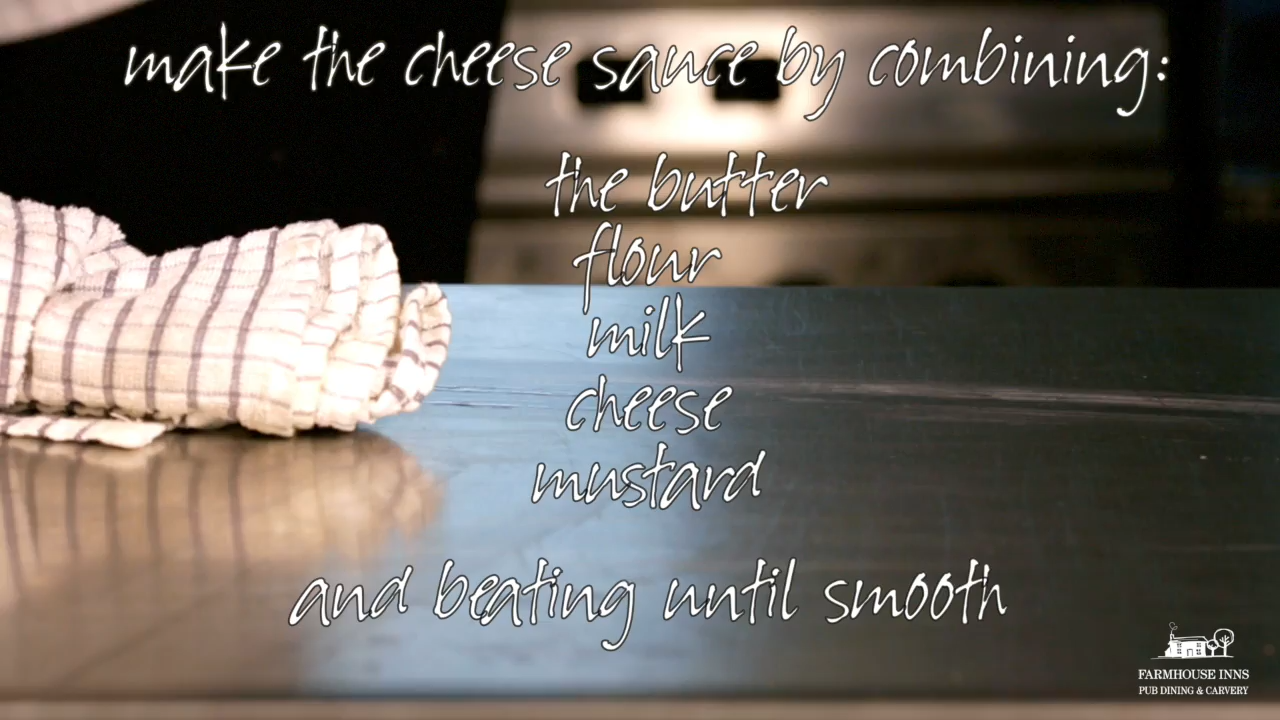 make the cheese sauce by combining:
the butter
flour
milk
cheese
mustard
and beating until smooth
FARMHOUSE INNS
PUB DINING & CARVERY